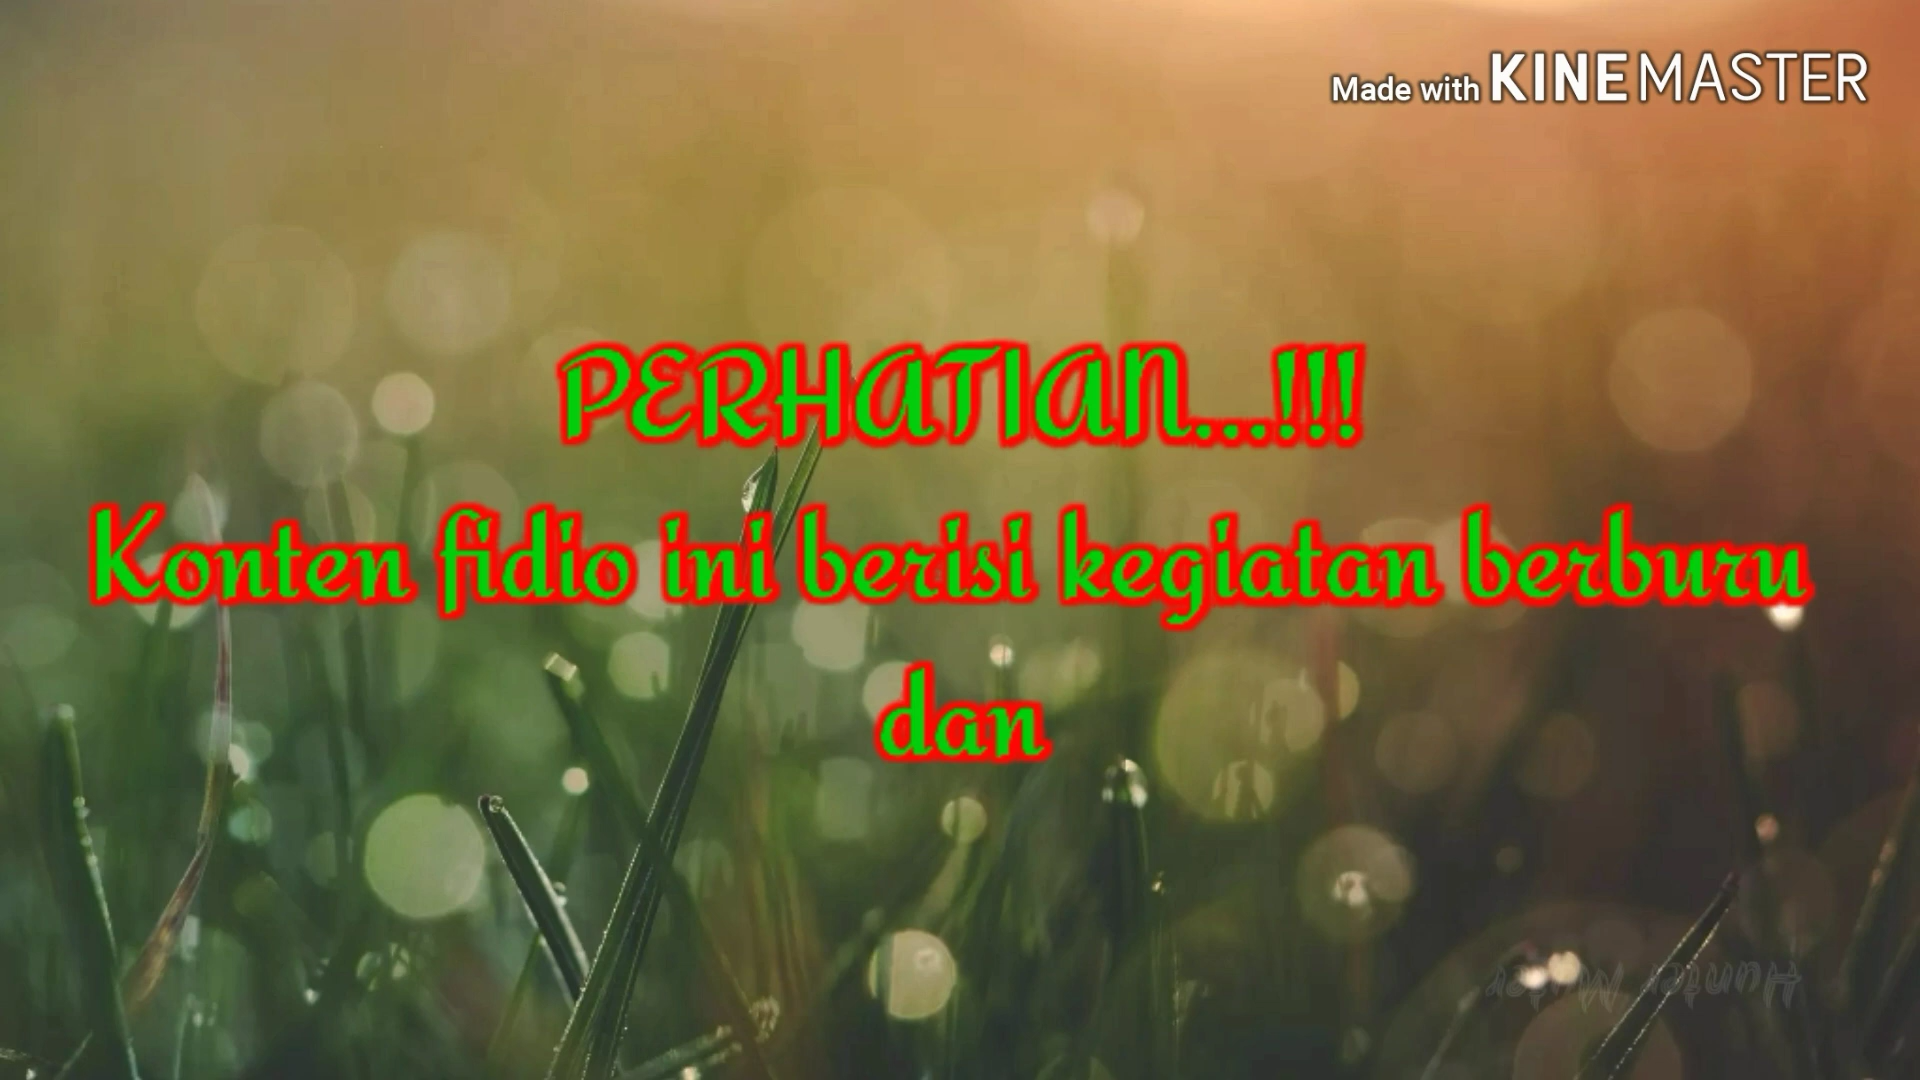 Made with KINEMASTER
PERHATIAN...!!!
Konten fidio ini berisi kegiatan berburu
dan